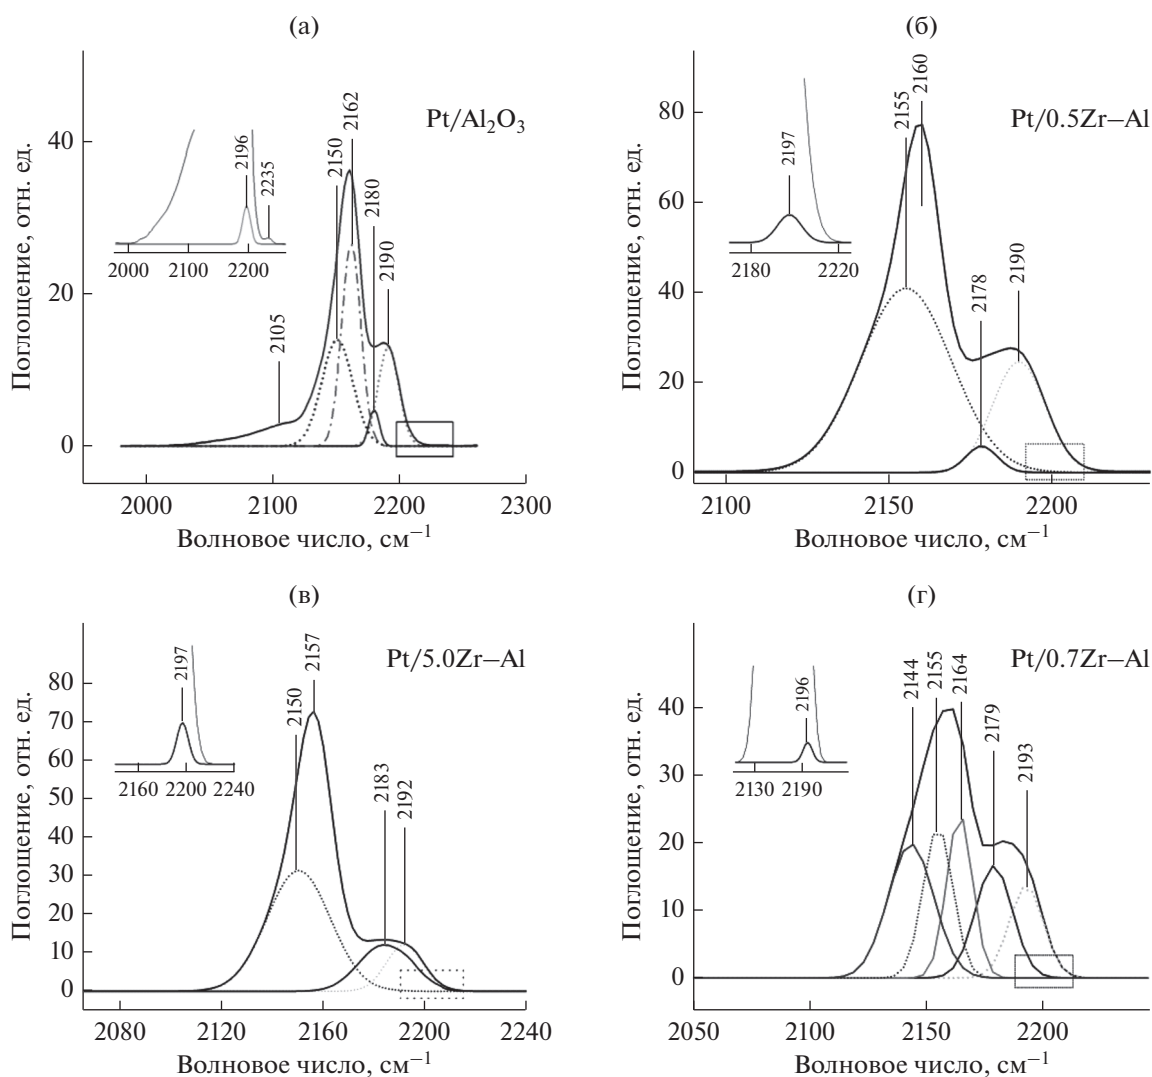 (а)
Поглощение, отн. ед.
Pt/Al₂O₃
40
20
0
2105
2150
2162
2180
2190
2196
2235
2000 2100 2200
2000 2100 2200 2300
Волновое число, см⁻¹
(б)
Поглощение, отн. ед.
Pt/0.5Zr–Al
80
60
40
20
0
2155
2160
2178
2190
2197
2180 2220
2100 2150 2200
Волновое число, см⁻¹
(в)
Поглощение, отн. ед.
Pt/5.0Zr–Al
80
70
50
40
30
20
10
0
2150
2157
2183
2192
2197
2160 2200 2240
2080 2120 2160 2200 2240
Волновое число, см⁻¹
(г)
Поглощение, отн. ед.
Pt/0.7Zr–Al
40
30
20
10
0
2144
2155
2164
2179
2193
2196
2130 2190
2050 2100 2150 2200
Волновое число, см⁻¹